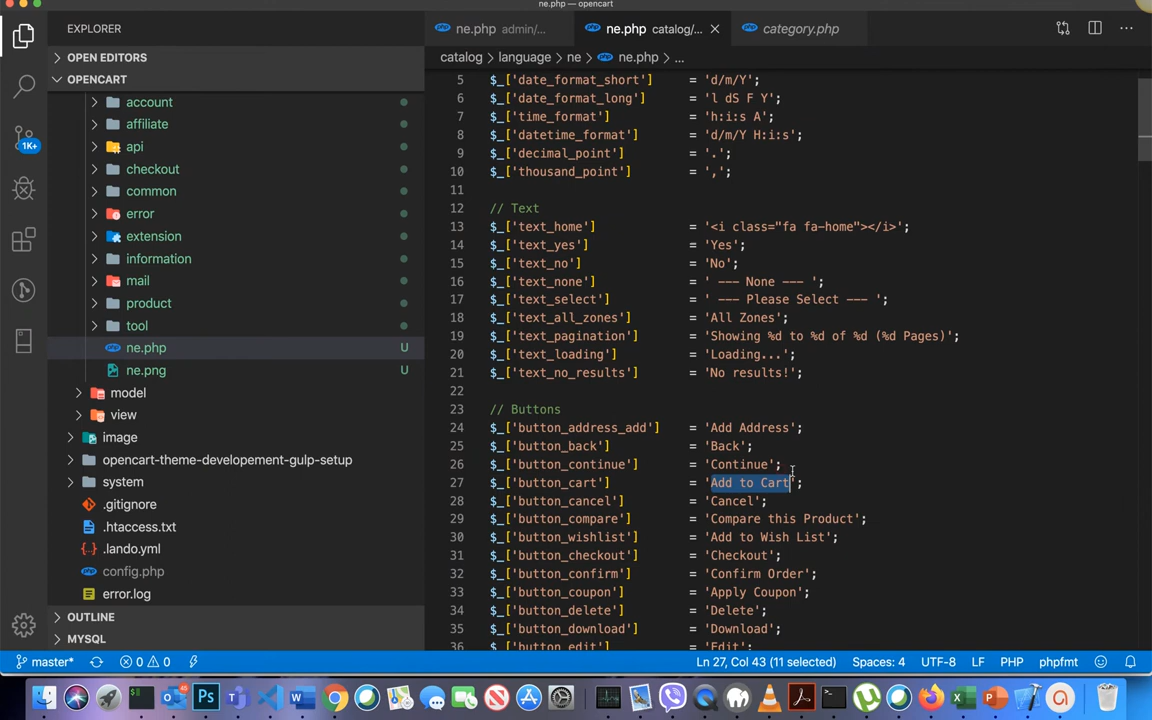 ne.php — opencart
EXPLORER
ne.php admin/...
ne.php catalog/...
category.php
OPEN EDITORS
catalog > language > ne > ne.php > ...
OPENCART
account
affiliate
api
checkout
common
error
extension
information
mail
product
tool
ne.php U
ne.png U
model
view
image
opencart-theme-developement-gulp-setup
system
.gitignore
.htaccess.txt
.lando.yml
config.php
error.log
OUTLINE
MYSQL
1K+
5 $_['date_format_short'] = 'd/m/Y';
6 $_['date_format_long'] = 'l dS F Y';
7 $_['time_format'] = 'h:i:s A';
8 $_['datetime_format'] = 'd/m/Y H:i:s';
9 $_['decimal_point'] = '.';
10 $_['thousand_point'] = ',';
11
12 // Text
13 $_['text_home'] = '<i class="fa fa-home"></i>';
14 $_['text_yes'] = 'Yes';
15 $_['text_no'] = 'No';
16 $_['text_none'] = ' --- None --- ';
17 $_['text_select'] = ' --- Please Select --- ';
18 $_['text_all_zones'] = 'All Zones';
19 $_['text_pagination'] = 'Showing %d to %d of %d (%d Pages)';
20 $_['text_loading'] = 'Loading...';
21 $_['text_no_results'] = 'No results!';
22
23 // Buttons
24 $_['button_address_add'] = 'Add Address';
25 $_['button_back'] = 'Back';
26 $_['button_continue'] = 'Continue';
27 $_['button_cart'] = 'Add to Cart';
28 $_['button_cancel'] = 'Cancel';
29 $_['button_compare'] = 'Compare this Product';
30 $_['button_wishlist'] = 'Add to Wish List';
31 $_['button_checkout'] = 'Checkout';
32 $_['button_confirm'] = 'Confirm Order';
33 $_['button_coupon'] = 'Apply Coupon';
34 $_['button_delete'] = 'Delete';
35 $_['button_download'] = 'Download';
36 $_['button_edit'] = 'Edit';
master* 0 0 Ln 27, Col 43 (11 selected) Spaces: 4 UTF-8 LF PHP phpfmt